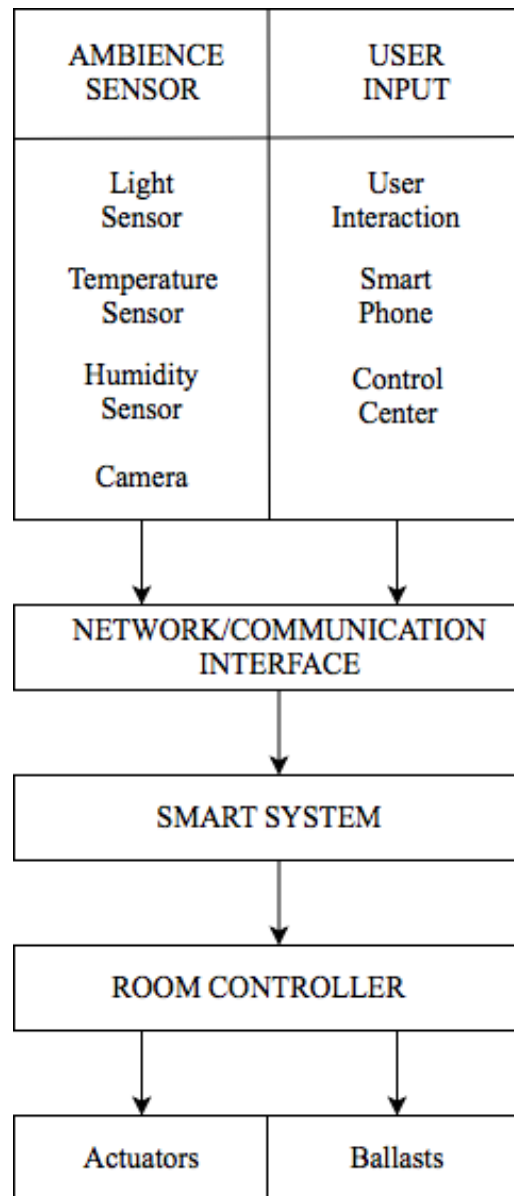 AMBIENCE
SENSOR
USER
INPUT
Light
Sensor
Temperature
Sensor
Humidity
Sensor
Camera
User
Interaction
Smart
Phone
Control
Center
NETWORK/COMMUNICATION
INTERFACE
SMART SYSTEM
ROOM CONTROLLER
Actuators
Ballasts